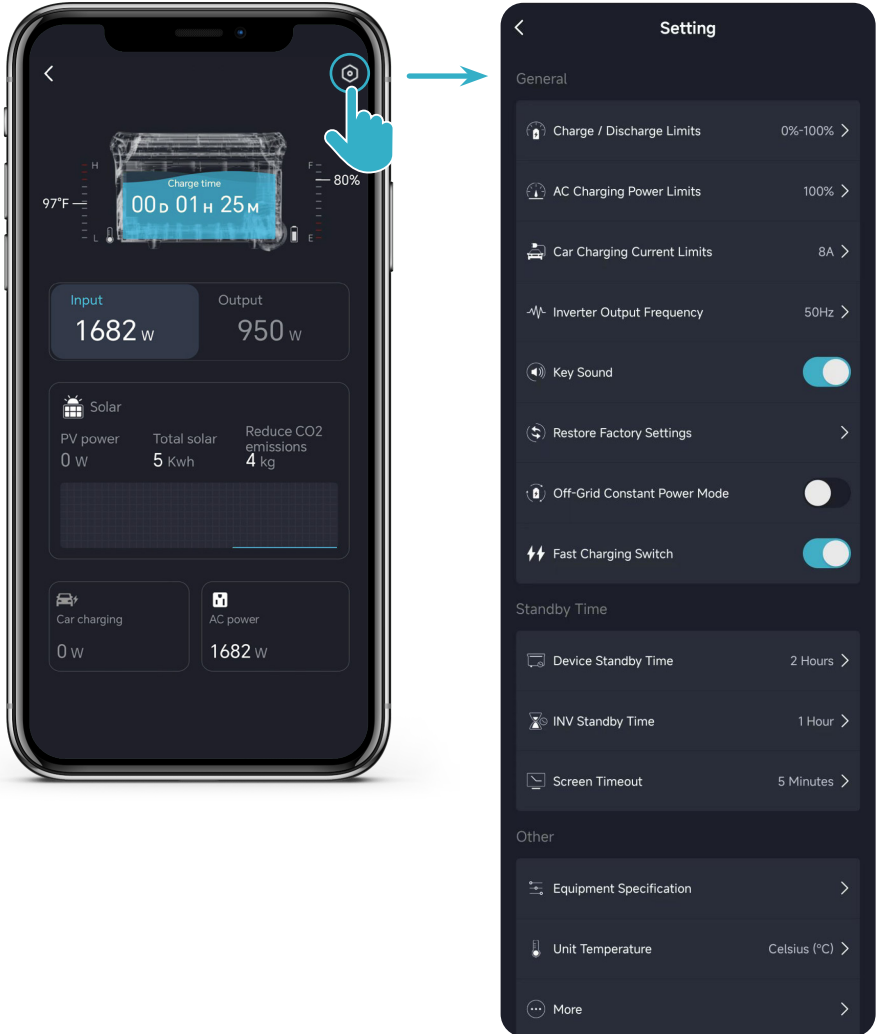 H
F
80%
97°F
Charge time
00 D 01 H 25 M
L
E
Input
Output
1682 W
950 W
Solar
PV power
Total solar
Reduce CO2
emissions
0 W
5 Kwh
4 kg
Car charging
AC power
0 W
1682 W
Setting
General
Charge / Discharge Limits 0%-100%
AC Charging Power Limits 100%
Car Charging Current Limits 8A
Inverter Output Frequency 50Hz
Key Sound
Restore Factory Settings
Off-Grid Constant Power Mode
Fast Charging Switch
Standby Time
Device Standby Time 2 Hours
INV Standby Time 1 Hour
Screen Timeout 5 Minutes
Other
Equipment Specification
Unit Temperature Celsius (°C)
More